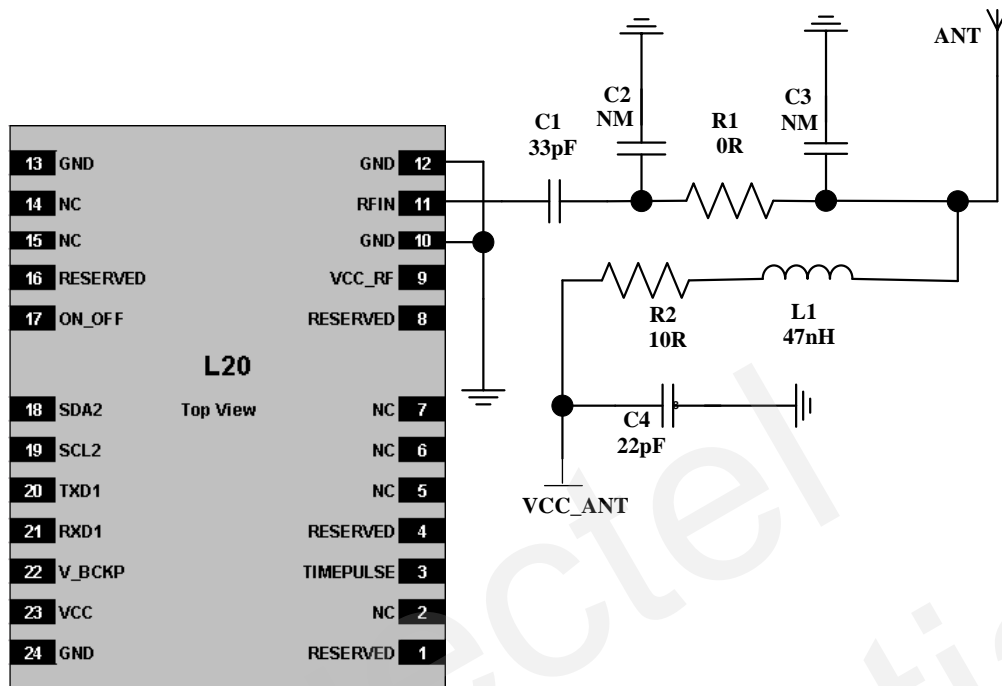 ANT
C2
NM
C3
NM
C1
33pF
R1
0R
13 GND GND 12
14 NC RFIN 11
15 NC GND 10
16 RESERVED VCC_RF 9
17 ON_OFF RESERVED 8
R2
10R
L1
47nH
L20
18 SDA2 Top View NC 7
C4
22pF
19 SCL2 NC 6
20 TXD1 NC 5
VCC_ANT
21 RXD1 RESERVED 4
22 V_BCKP TIMEPULSE 3
23 VCC NC 2
24 GND RESERVED 1
ectel